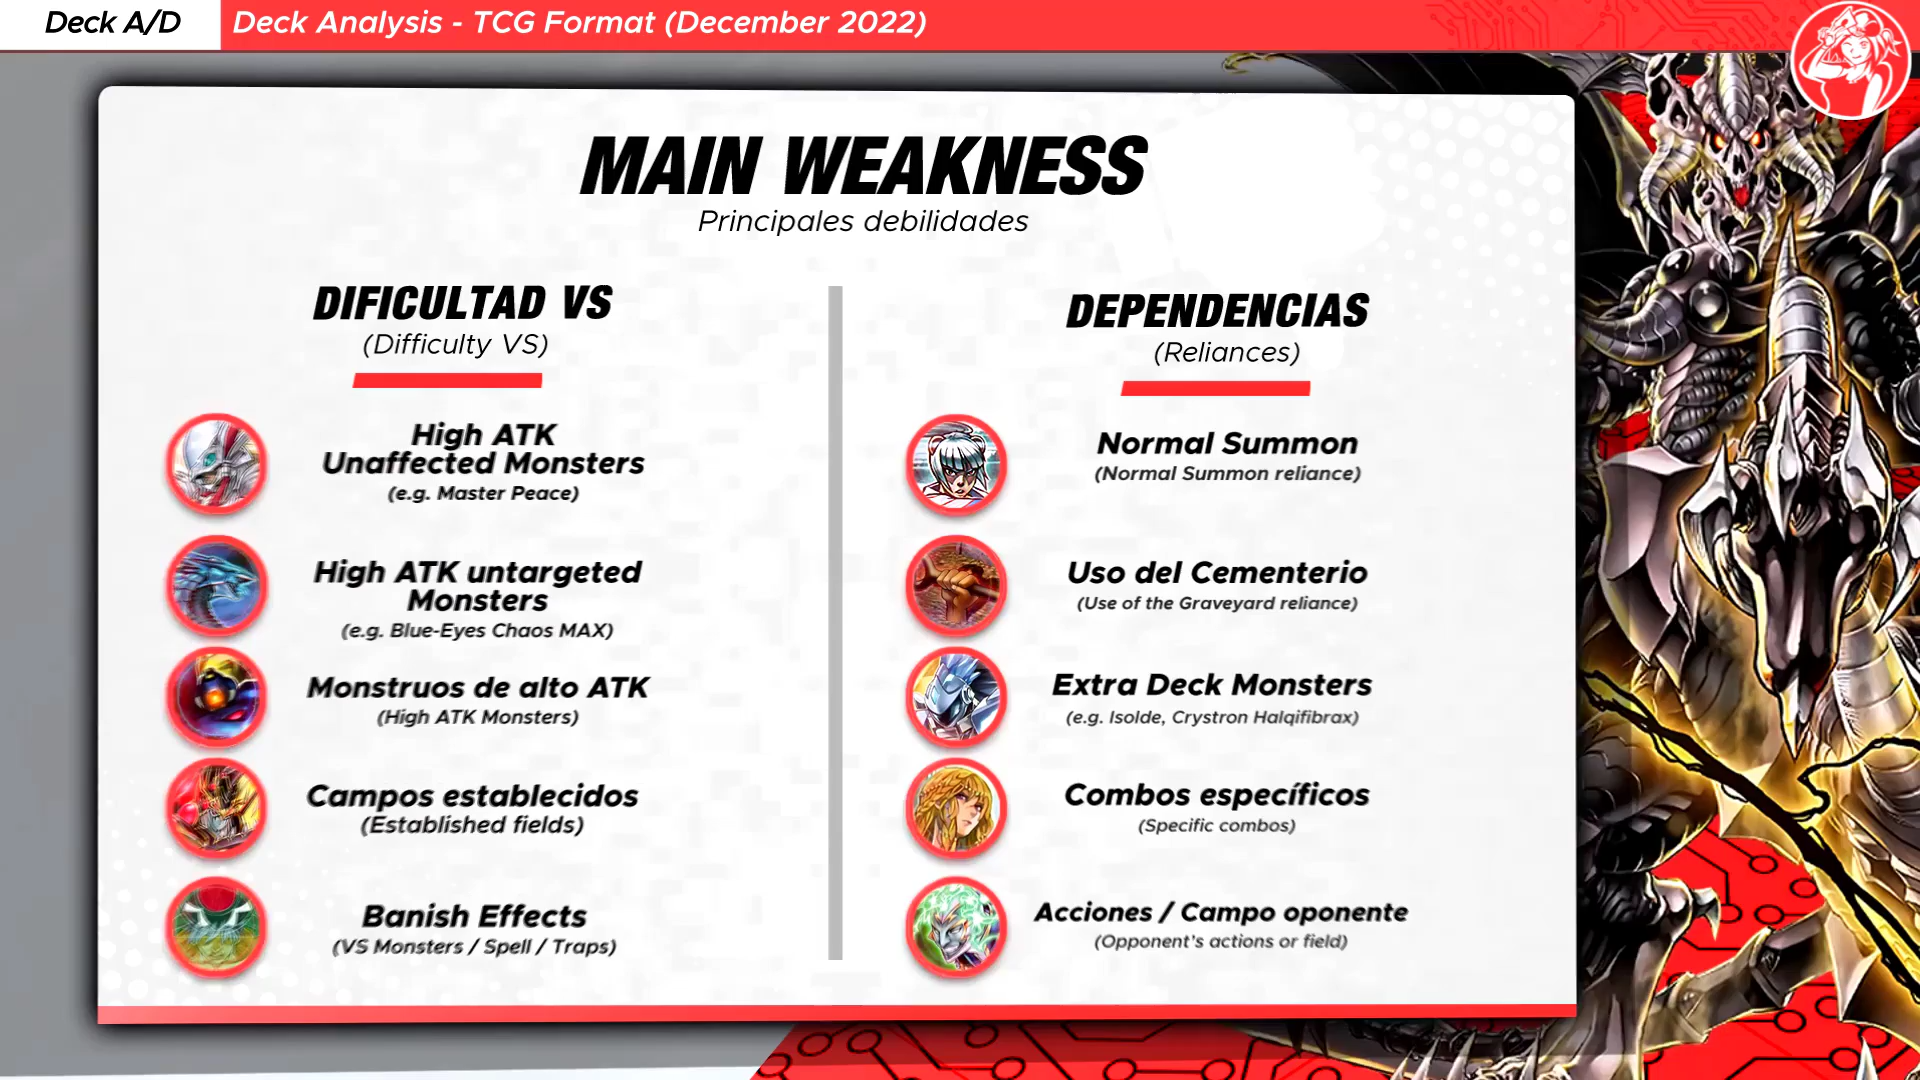 Deck A/D
Deck Analysis - TCG Format (December 2022)
MAIN WEAKNESS
Principales debilidades
DIFICULTAD VS
(Difficulty VS)
High ATK
Unaffected Monsters
(e.g. Master Peace)
High ATK untargeted
Monsters
(e.g. Blue-Eyes Chaos MAX)
Monstruos de alto ATK
(High ATK Monsters)
Campos establecidos
(Established fields)
Banish Effects
(VS Monsters / Spell / Traps)
DEPENDENCIAS
(Reliances)
Normal Summon
(Normal Summon reliance)
Uso del Cementerio
(Use of the Graveyard reliance)
Extra Deck Monsters
(e.g. Isolde, Crystron Halqifibrax)
Combos específicos
(Specific combos)
Acciones / Campo oponente
(Opponent's actions or field)